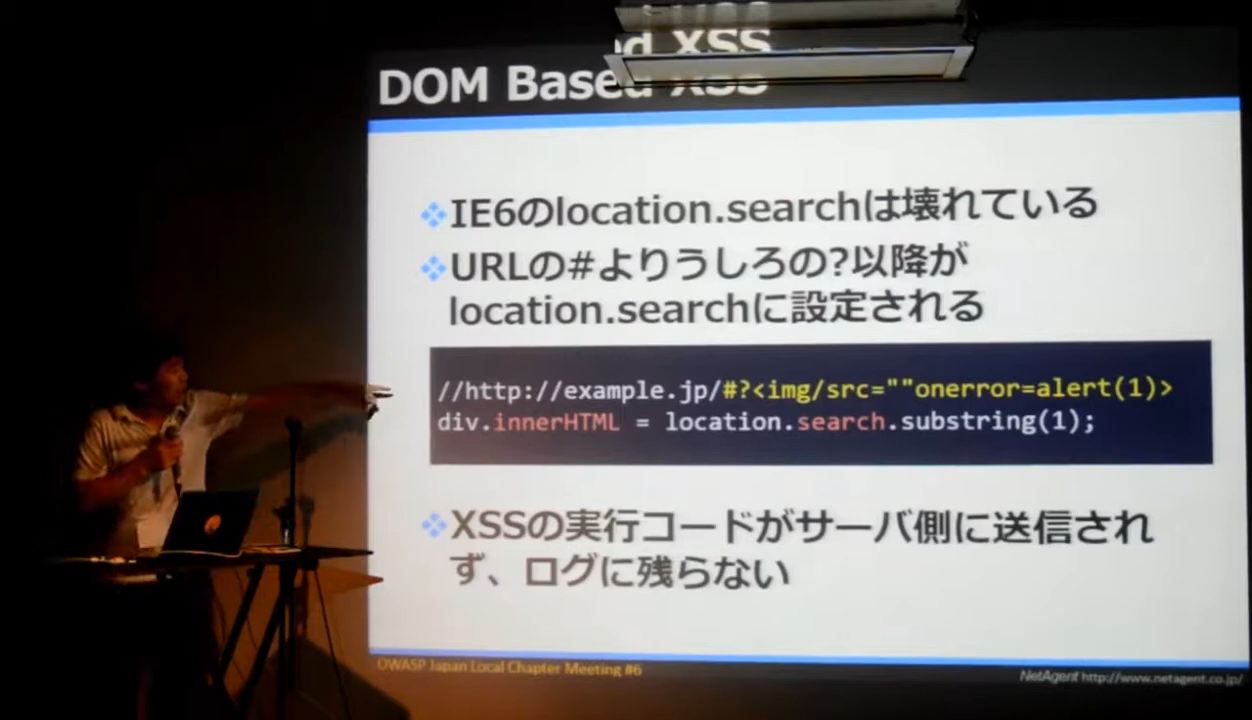 DOM Based XSS
IE6のlocation.searchは壊れている
URLの#よりうしろの?以降が
location.searchに設定される
//http://example.jp/#?<img/src=""onerror=alert(1)>
div.innerHTML = location.search.substring(1);
XSSの実行コードがサーバ側に送信され
ず、ログに残らない
OWASP Japan Local Chapter Meeting #6
NetAgent http://www.netagent.co.jp/